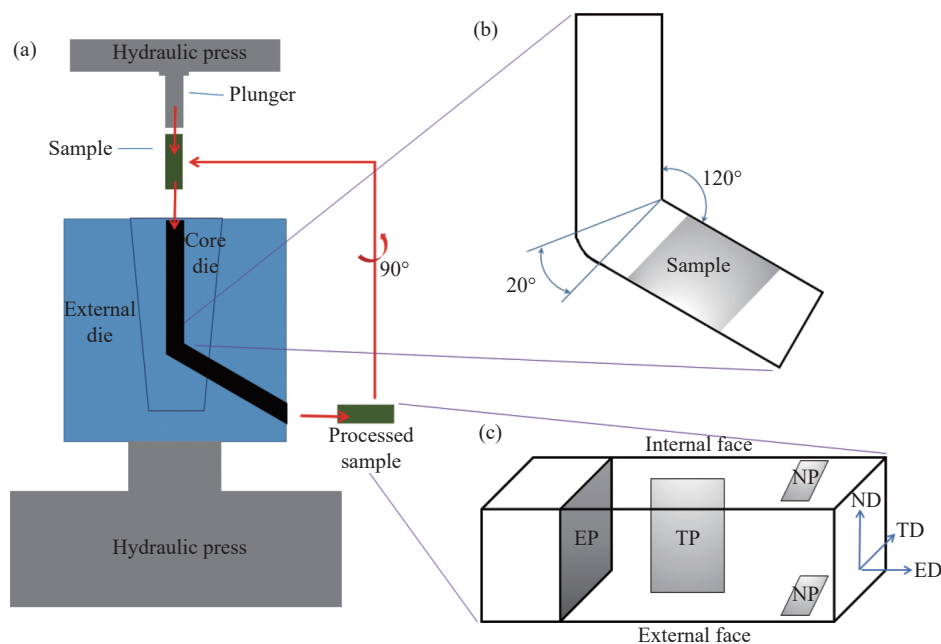 (a)
Hydraulic press
Plunger
Sample
Core
die
External
die
90°
Processed
sample
Hydraulic press
(b)
120°
Sample
20°
(c)
Internal face
NP
ND
EP
TP
TD
ED
NP
External face